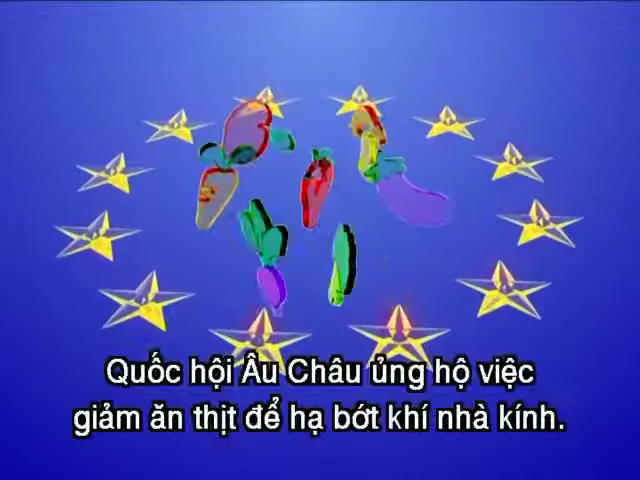 Quốc hội Âu Châu ủng hộ việc
giảm ăn thịt để hạ bớt khí nhà kính.